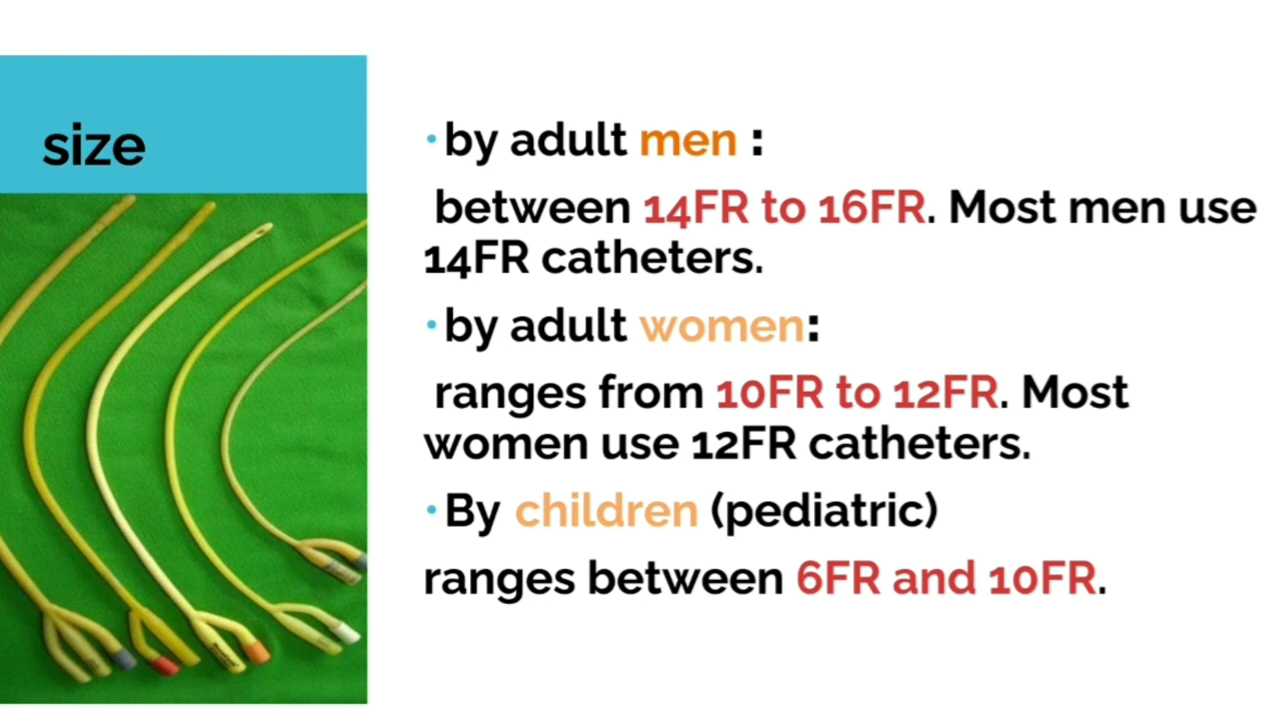 size
•by adult men :
between 14FR to 16FR. Most men use
14FR catheters.
•by adult women:
ranges from 10FR to 12FR. Most
women use 12FR catheters.
•By children (pediatric)
ranges between 6FR and 10FR.